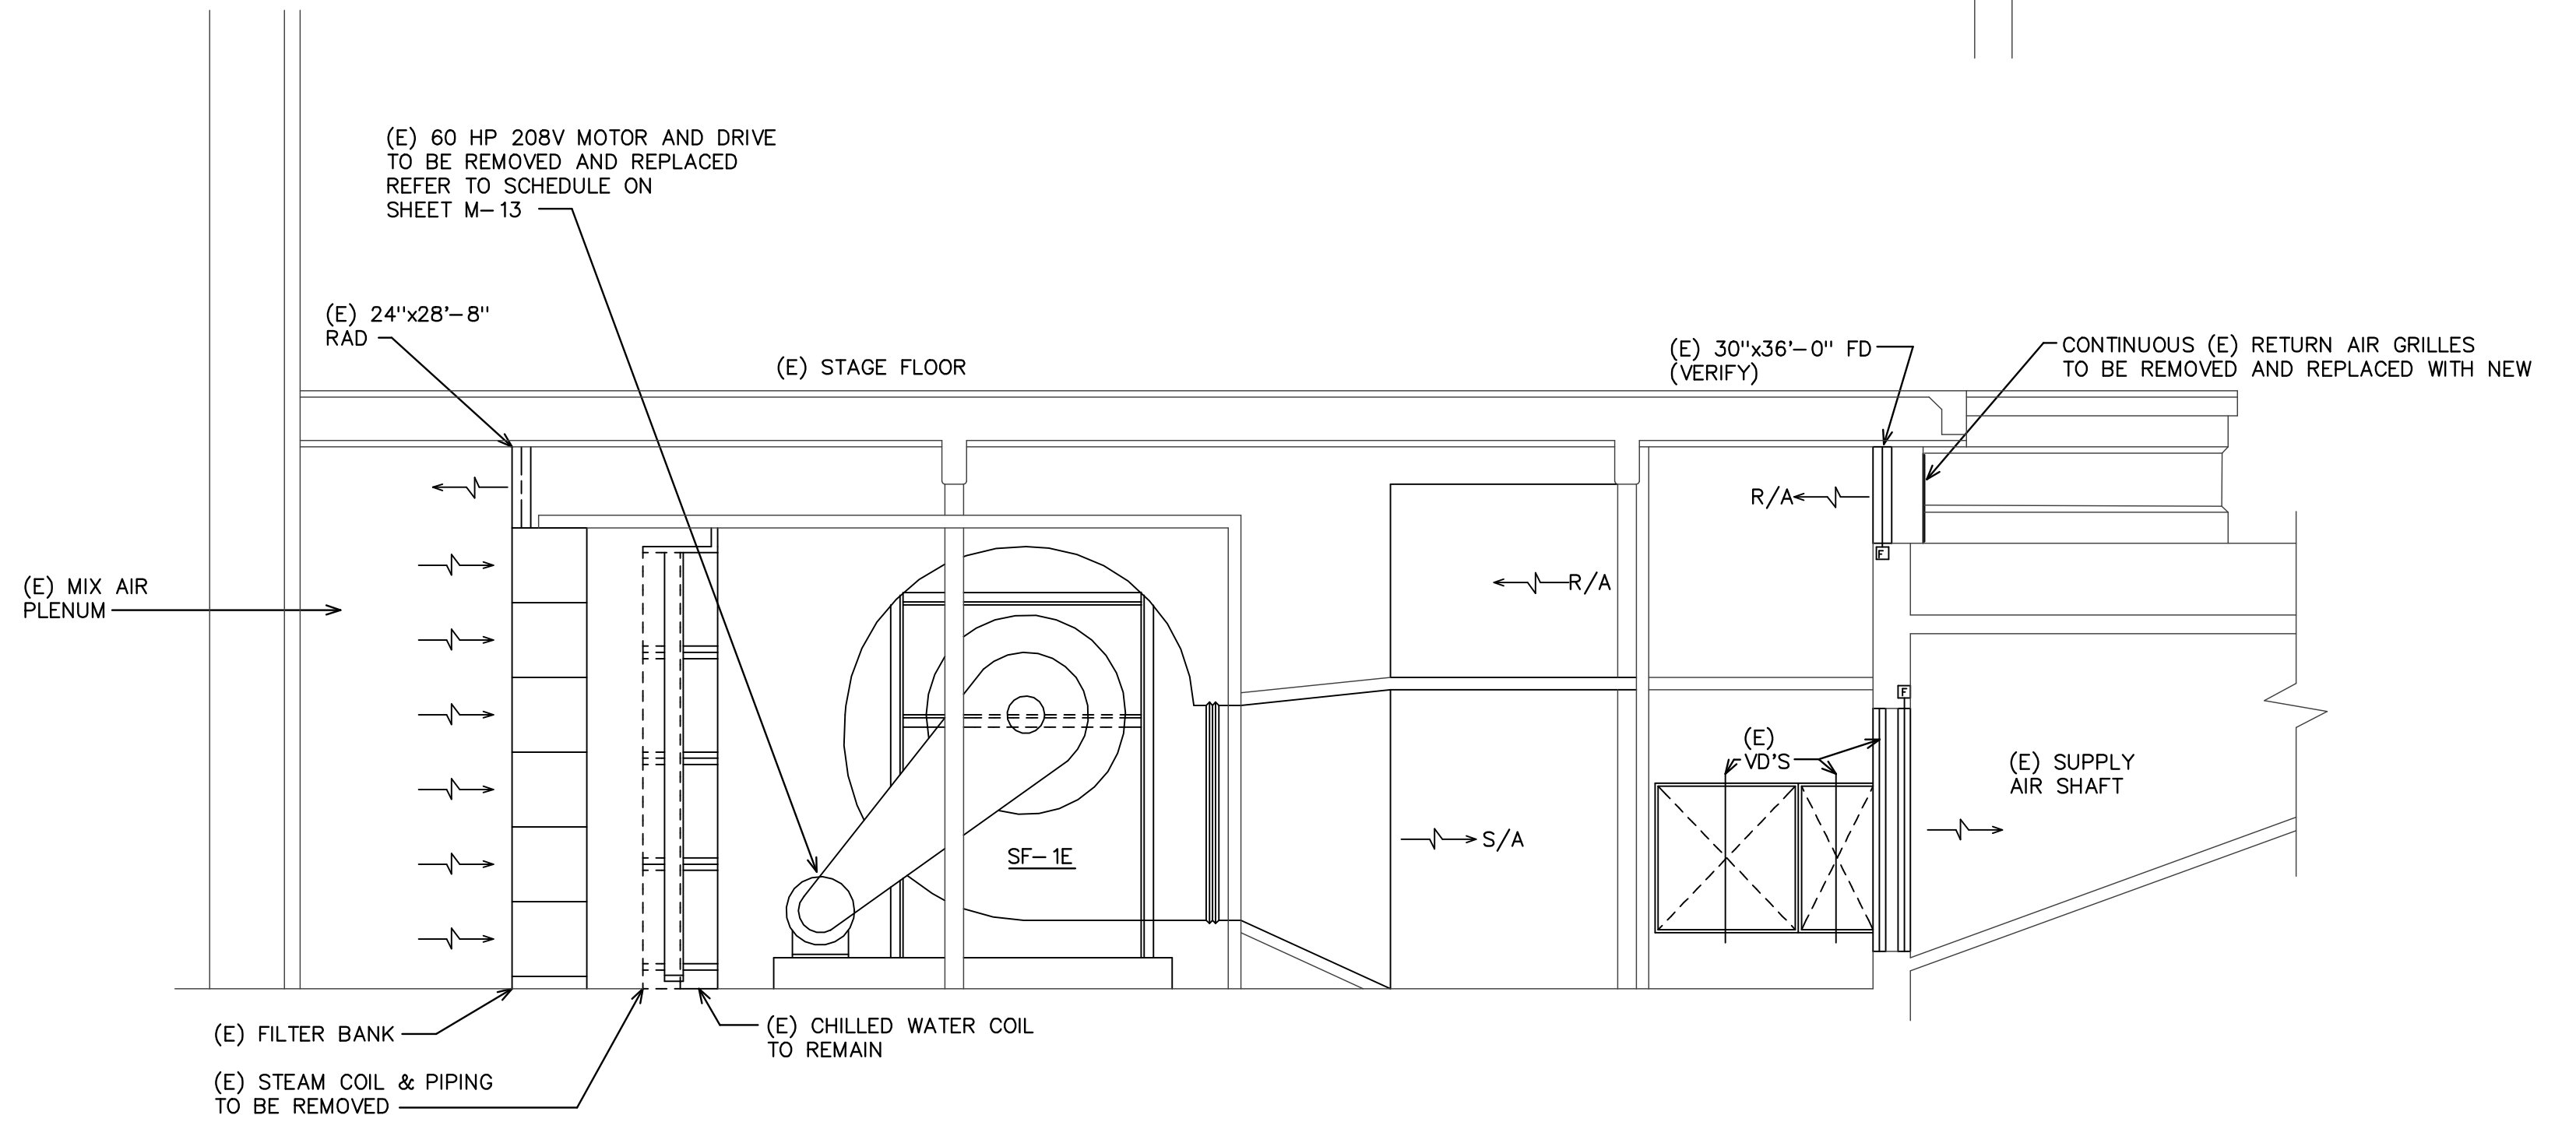 (E) 60 HP 208V MOTOR AND DRIVE
TO BE REMOVED AND REPLACED
REFER TO SCHEDULE ON
SHEET M-13
(E) 24"x28'-8"
RAD
(E) STAGE FLOOR
(E) 30"x36'-0" FD
(VERIFY)
CONTINUOUS (E) RETURN AIR GRILLES
TO BE REMOVED AND REPLACED WITH NEW
R/A
F
(E) MIX AIR
PLENUM
R/A
F
(E)
VD'S
(E) SUPPLY
AIR SHAFT
S/A
SF-1E
(E) FILTER BANK
(E) CHILLED WATER COIL
TO REMAIN
(E) STEAM COIL & PIPING
TO BE REMOVED